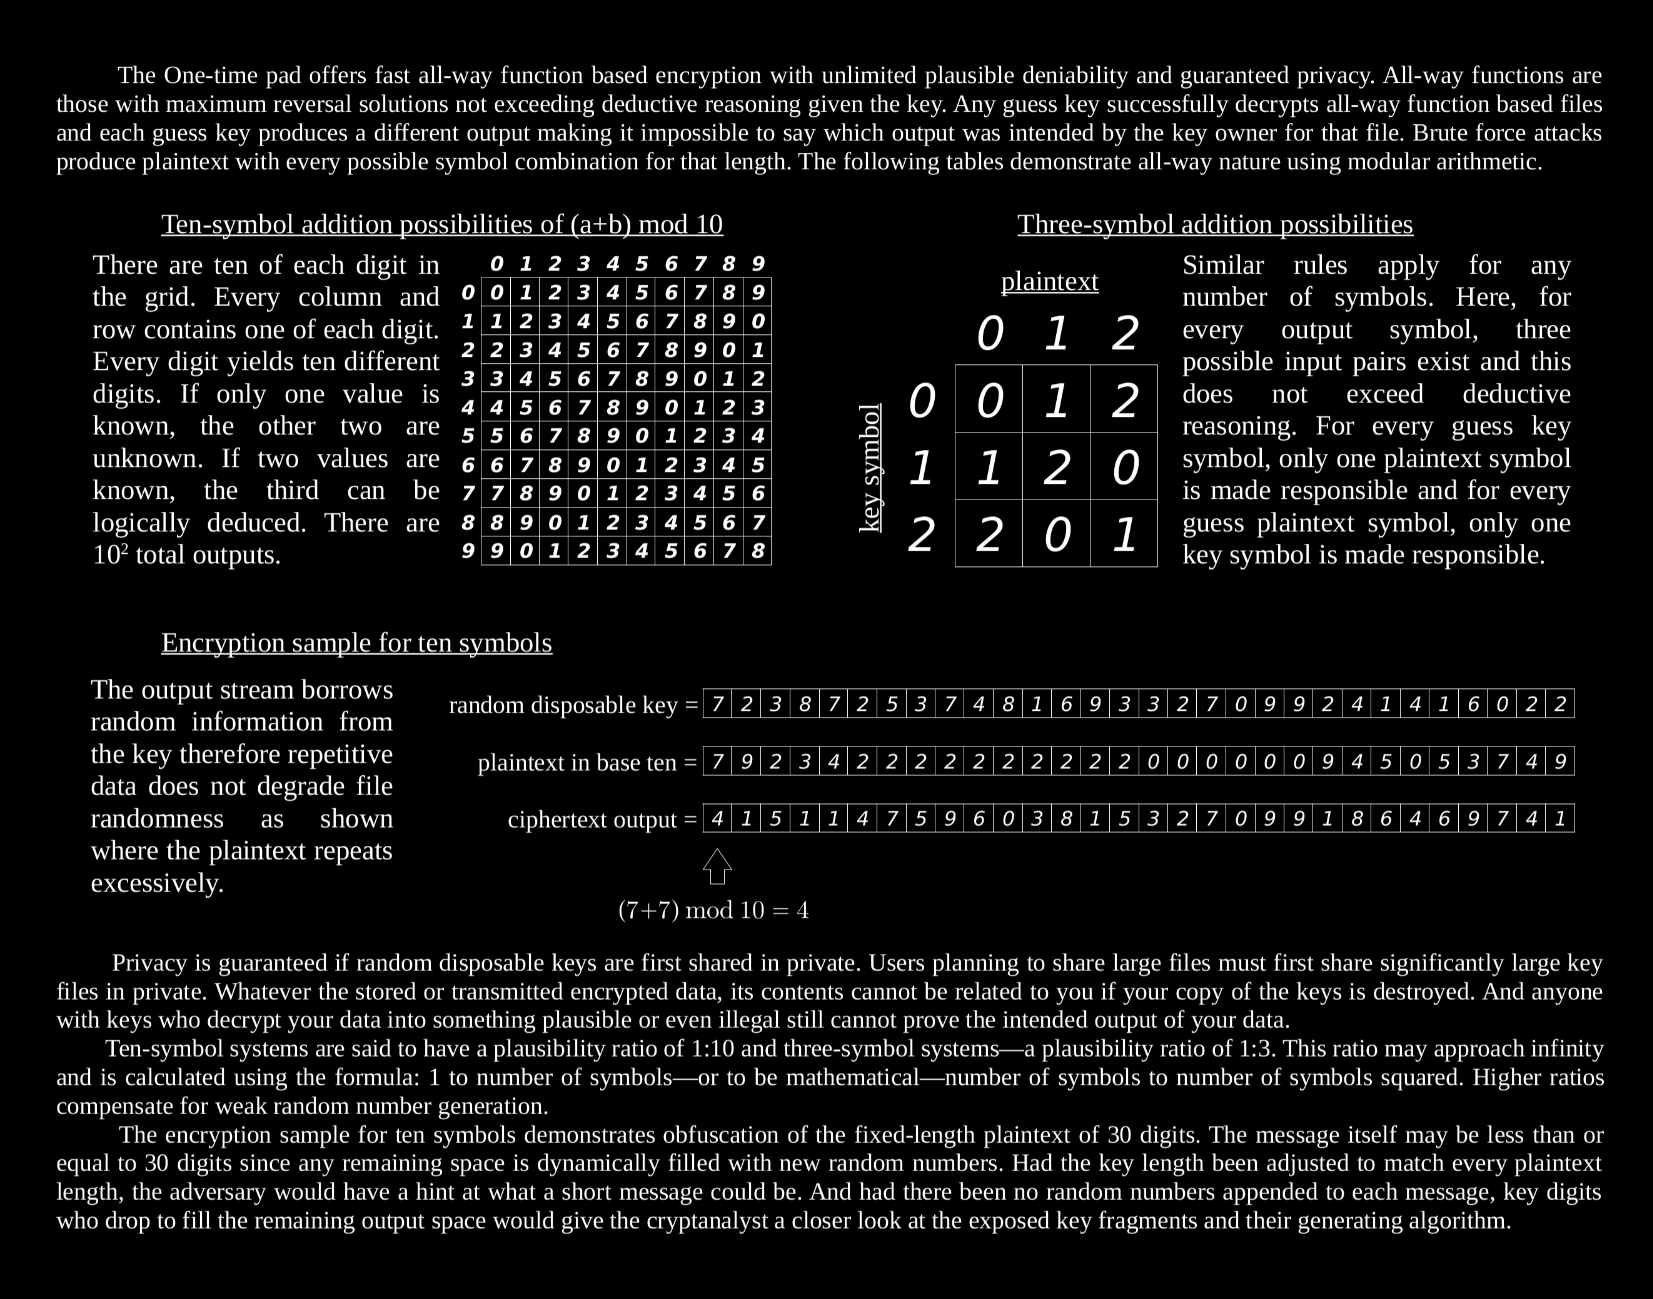 The One-time pad offers fast all-way function based encryption with unlimited plausible deniability and guaranteed privacy. All-way functions are
those with maximum reversal solutions not exceeding deductive reasoning given the key. Any guess key successfully decrypts all-way function based files
and each guess key produces a different output making it impossible to say which output was intended by the key owner for that file. Brute force attacks
produce plaintext with every possible symbol combination for that length. The following tables demonstrate all-way nature using modular arithmetic.
Ten-symbol addition possibilities of (a+b) mod 10
There are ten of each digit in
the grid. Every column and
row contains one of each digit.
Every digit yields ten different
digits. If only one value is
known, the other two are
unknown. If two values are
known, the third can be
logically deduced. There are
10² total outputs.
0 1 2 3 4 5 6 7 8 9
0 0 1 2 3 4 5 6 7 8 9
1 1 2 3 4 5 6 7 8 9 0
2 2 3 4 5 6 7 8 9 0 1
3 3 4 5 6 7 8 9 0 1 2
4 4 5 6 7 8 9 0 1 2 3
5 5 6 7 8 9 0 1 2 3 4
6 6 7 8 9 0 1 2 3 4 5
7 7 8 9 0 1 2 3 4 5 6
8 8 9 0 1 2 3 4 5 6 7
9 9 0 1 2 3 4 5 6 7 8
Three-symbol addition possibilities
plaintext
key symbol
0 1 2
0 0 1 2
1 1 2 0
2 2 0 1
Similar rules apply for any
number of symbols. Here, for
every output symbol, three
possible input pairs exist and this
does not exceed deductive
reasoning. For every guess key
symbol, only one plaintext symbol
is made responsible and for every
guess plaintext symbol, only one
key symbol is made responsible.
Encryption sample for ten symbols
The output stream borrows
random information from
the key therefore repetitive
data does not degrade file
randomness as shown
where the plaintext repeats
excessively.
random disposable key = 7 2 3 8 7 2 5 3 7 4 8 1 6 9 3 3 2 7 0 9 9 2 4 1 4 1 6 0 2 2
plaintext in base ten = 7 9 2 3 4 2 2 2 2 2 2 2 2 2 2 0 0 0 0 0 0 9 4 5 0 5 3 7 4 9
ciphertext output = 4 1 5 1 1 4 7 5 9 6 0 3 8 1 5 3 2 7 0 9 9 1 8 6 4 6 9 7 4 1
(7+7) mod 10 = 4
Privacy is guaranteed if random disposable keys are first shared in private. Users planning to share large files must first share significantly large key
files in private. Whatever the stored or transmitted encrypted data, its contents cannot be related to you if your copy of the keys is destroyed. And anyone
with keys who decrypt your data into something plausible or even illegal still cannot prove the intended output of your data.
Ten-symbol systems are said to have a plausibility ratio of 1:10 and three-symbol systems—a plausibility ratio of 1:3. This ratio may approach infinity
and is calculated using the formula: 1 to number of symbols—or to be mathematical—number of symbols to number of symbols squared. Higher ratios
compensate for weak random number generation.
The encryption sample for ten symbols demonstrates obfuscation of the fixed-length plaintext of 30 digits. The message itself may be less than or
equal to 30 digits since any remaining space is dynamically filled with new random numbers. Had the key length been adjusted to match every plaintext
length, the adversary would have a hint at what a short message could be. And had there been no random numbers appended to each message, key digits
who drop to fill the remaining output space would give the cryptanalyst a closer look at the exposed key fragments and their generating algorithm.